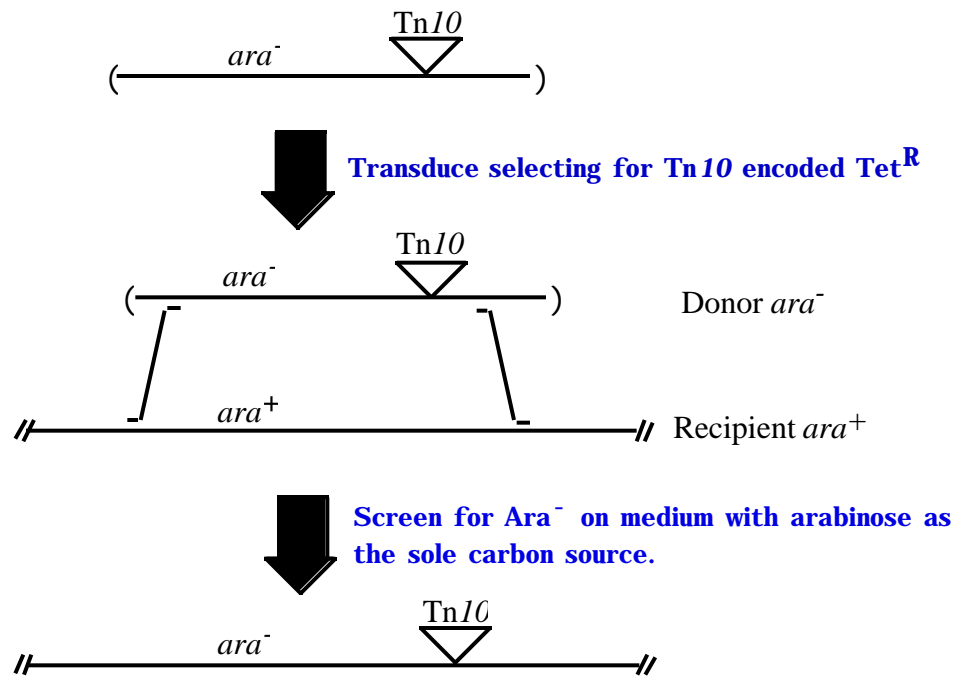 Tn10
ara-
( )
Transduce selecting for Tn10 encoded TetR
Tn10
ara-
( )
Donor ara-
ara+
// //
Recipient ara+
Screen for Ara- on medium with arabinose as
the sole carbon source.
Tn10
ara-
// //